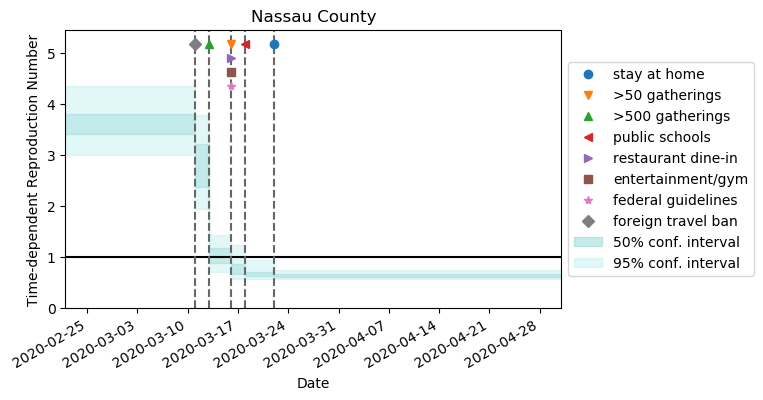 Nassau County
Time-dependent Reproduction Number
5
4
3
2
1
0
2020-02-25
2020-03-03
2020-03-10
2020-03-17
2020-03-24
2020-03-31
2020-04-07
2020-04-14
2020-04-21
2020-04-28
Date
stay at home
>50 gatherings
>500 gatherings
public schools
restaurant dine-in
entertainment/gym
federal guidelines
foreign travel ban
50% conf. interval
95% conf. interval